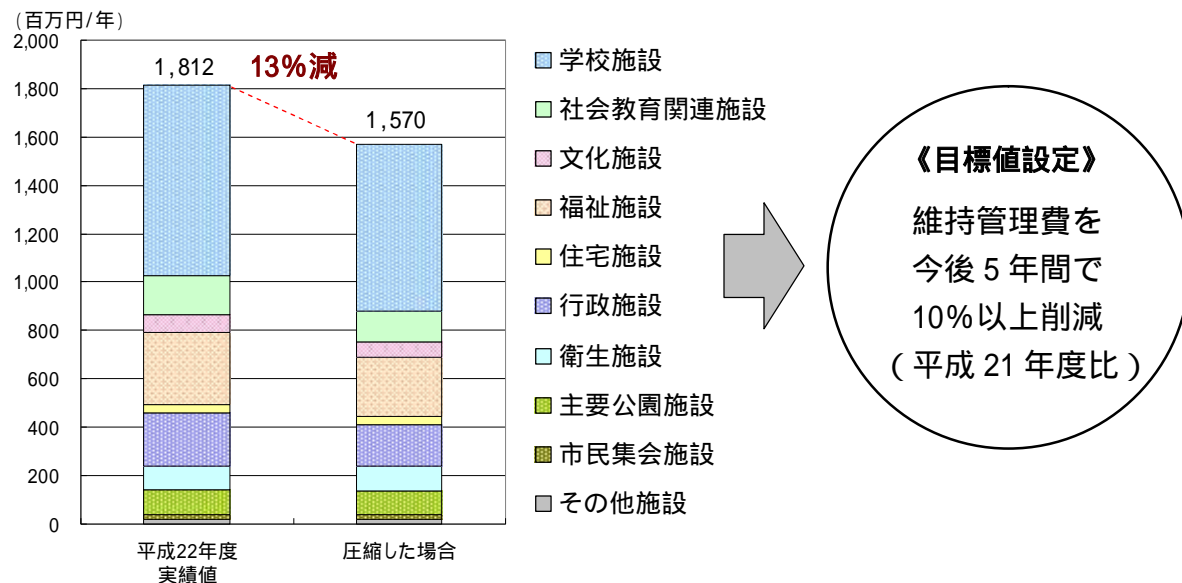 (百万円/年)
2,000
1,800
1,600
1,400
1,200
1,000
800
600
400
200
0
1,812
13%減
1,570
平成22年度
実績値
圧縮した場合
学校施設
社会教育関連施設
文化施設
福祉施設
住宅施設
行政施設
衛生施設
主要公園施設
市民集会施設
その他施設
《目標値設定》
維持管理費を
今後5年間で
10%以上削減
(平成21年度比)